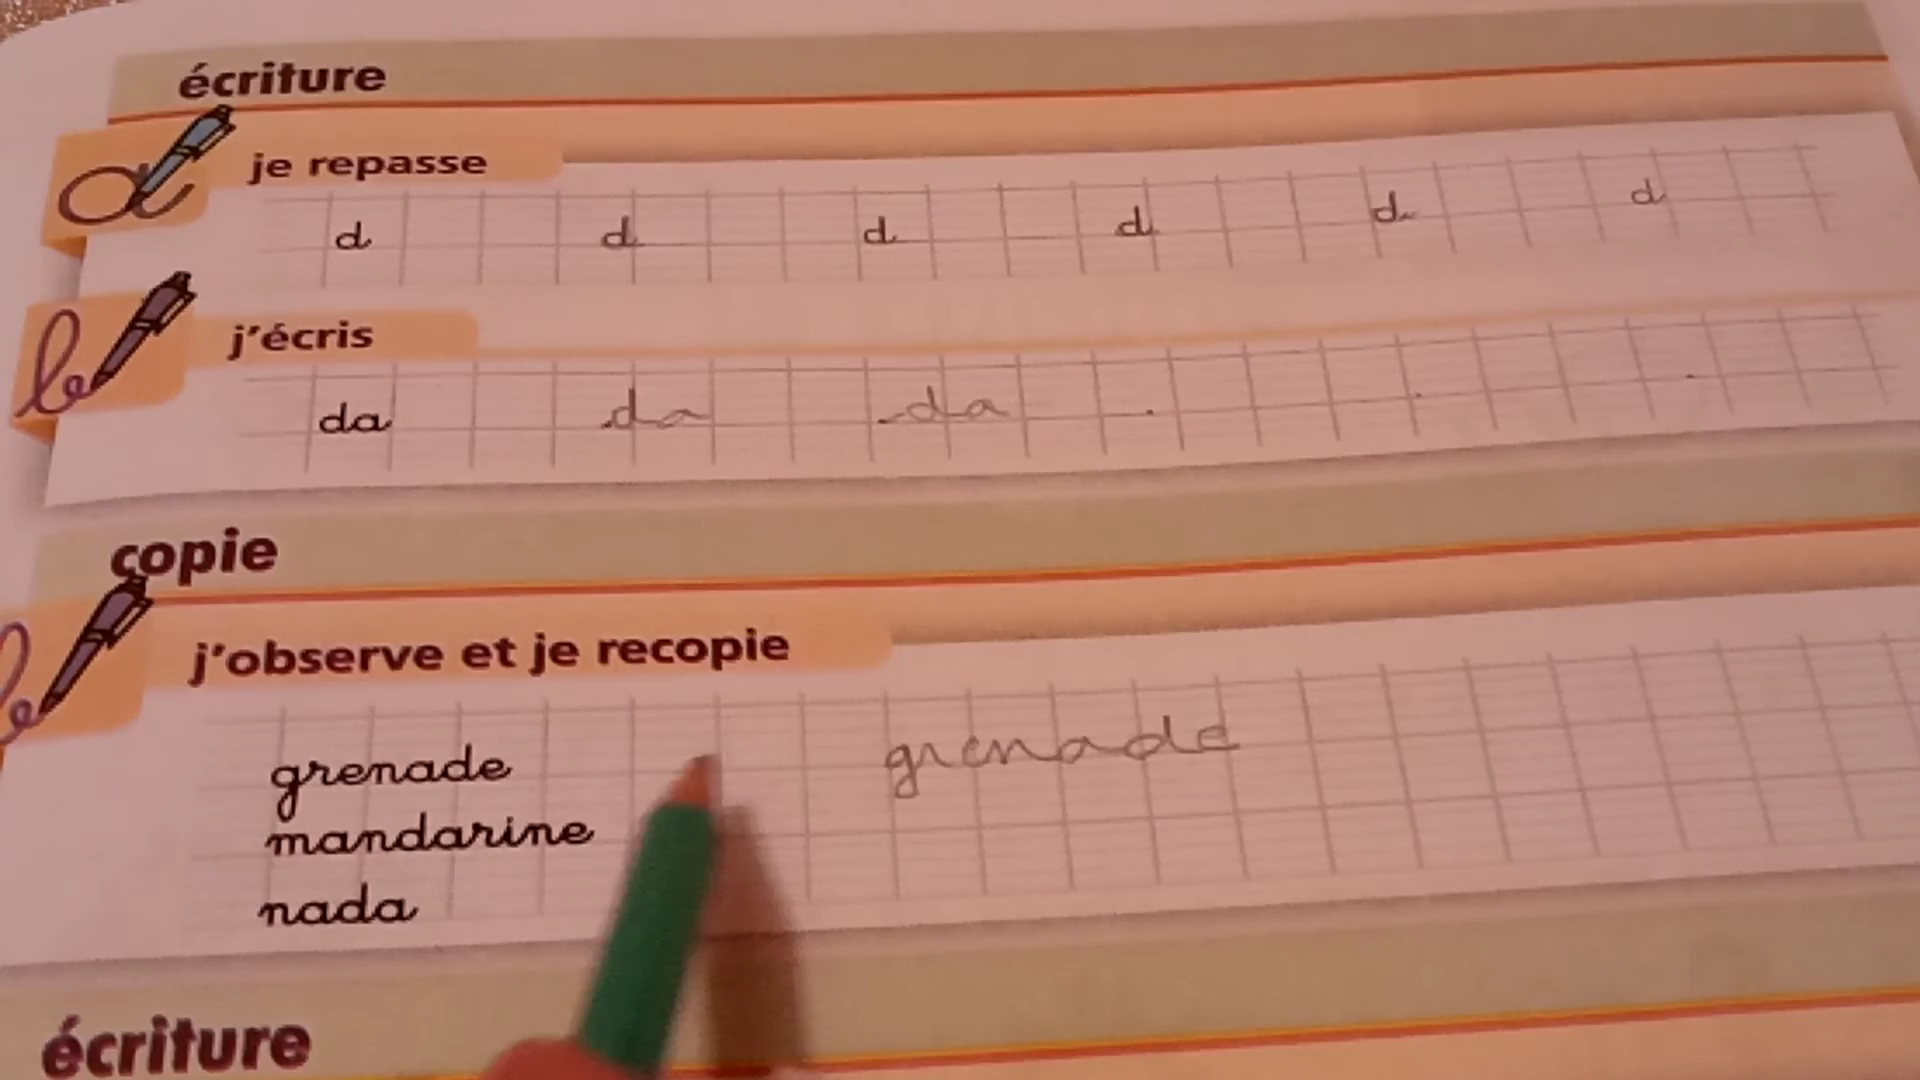 écriture
je repasse
d d d d d d
j'écris
da da da
copie
j'observe et je recopie
grenade grenade
mandarine
nada
écriture